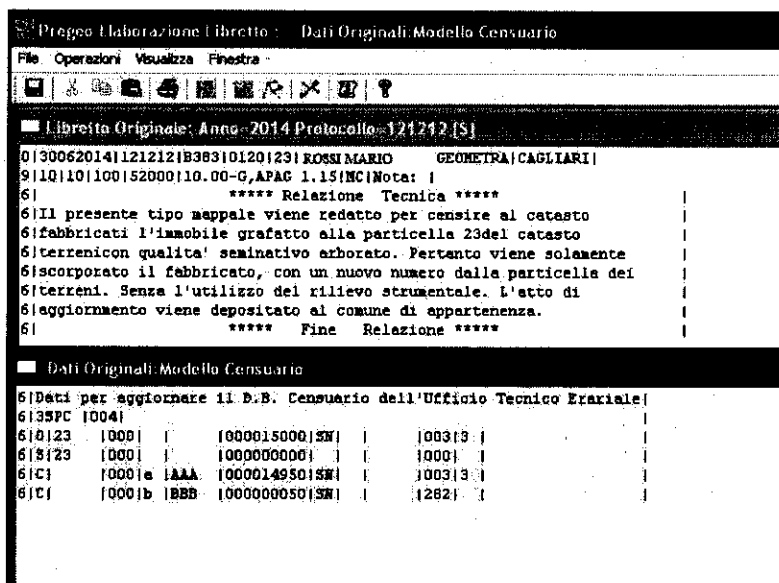 Pregeo Elaborazione Libretto : Dati Originali:Modello Censuario
File Operazioni Visualizza Finestra
Libretto Originale: Anno=2014 Protocollo=121212 [S]
0|30062014|121212|B383|0120|23| ROSSI MARIO GEOMETRA|CAGLIARI|
9|10|10|100|52000|10.00-G,APAG 1.15|NC|Nota: |
6| ***** Relazione Tecnica ***** |
6|Il presente tipo mappale viene redatto per censire al catasto |
6|fabbricati l'immobile grafatto alla particella 23del catasto |
6|terrenicon qualita' seminativo arborato. Pertanto viene solamente |
6|scorporato il fabbricato, con un nuovo numero dalla particella dei |
6|terreni. Senza l'utilizzo del rilievo strumentale. L'atto di |
6|aggiornmento viene depositato al comune di appartenenza. |
6| ***** Fine Relazione ***** |
Dati Originali:Modello Censuario
6|Dati per aggiornare il D.B. Censuario dell'Ufficio Tecnico Erariale|
6|3SPC |004| |
6|O|23 |000| | |000015000|SN| | |003|3 | |
6|S|23 |000| | |000000000| | |000| | |
6|C| |000|a |AAA |000014950|SN| | |003|3 | |
6|C| |000|b |BBB |000000050|SN| | |282| | |